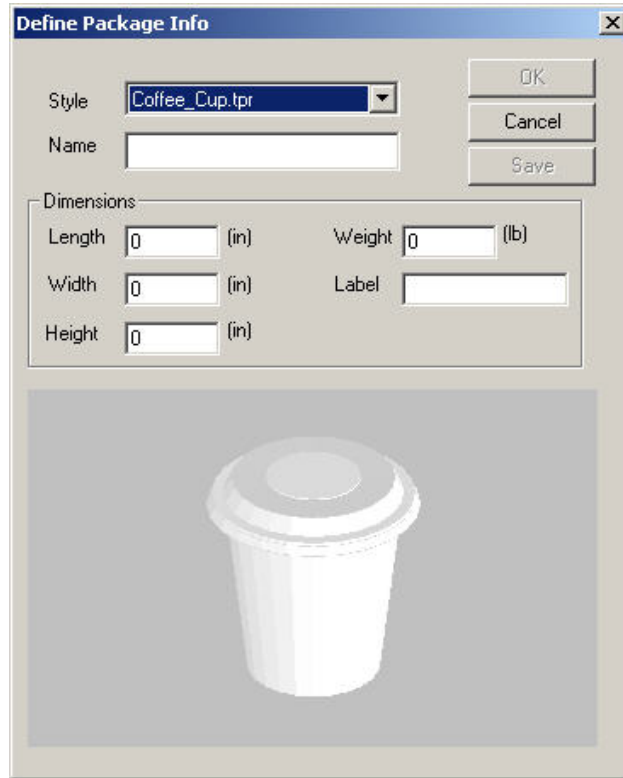 Define Package Info
Style Coffee_Cup.tpr OK
Cancel
Name
Save
Dimensions
Length 0 (in) Weight 0 (lb)
Width 0 (in) Label
Height 0 (in)